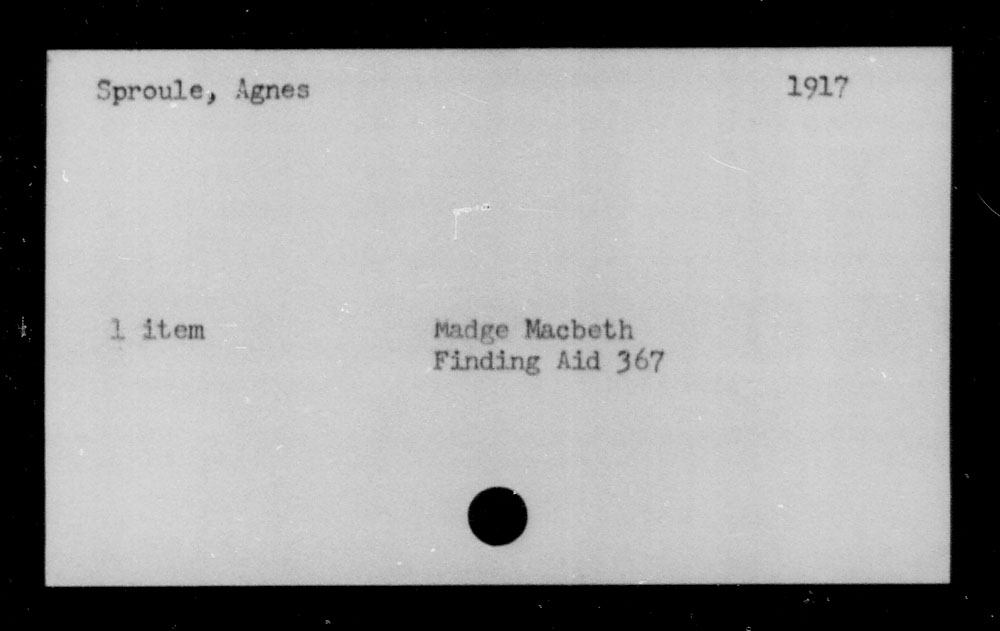 Sproule, Agnes 1917
1 item Madge Macbeth
Finding Aid 367